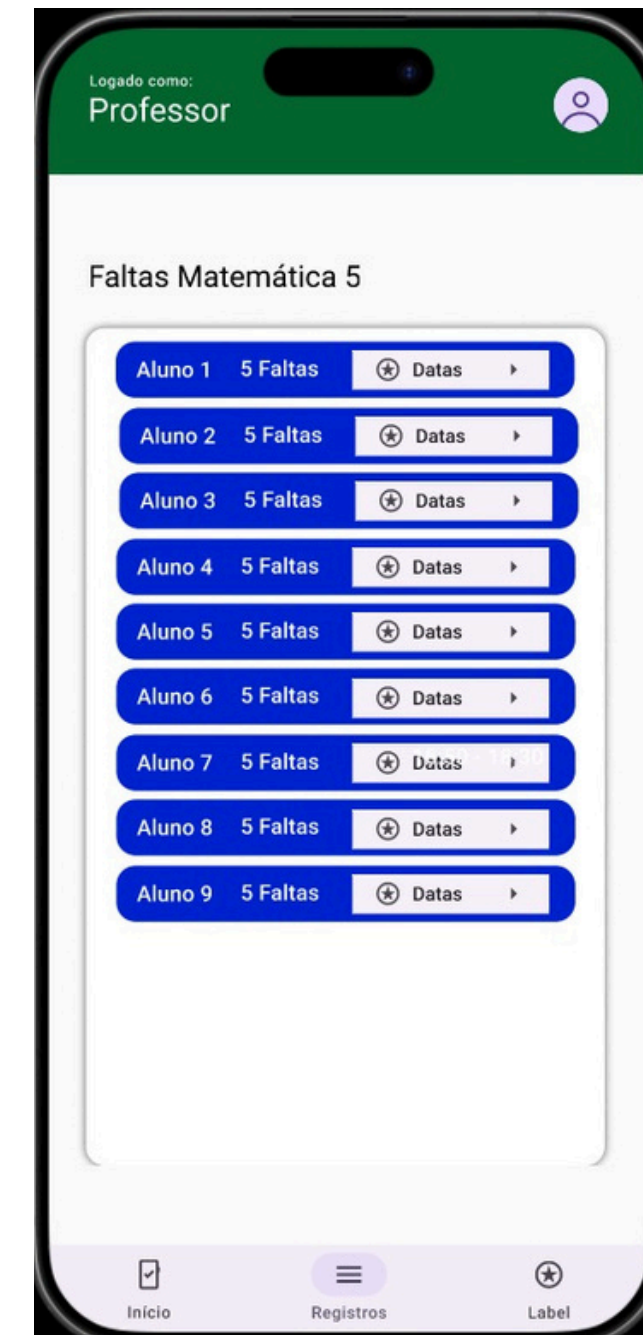 Logado como:
Professor
Faltas Matemática 5
Aluno 1 5 Faltas Datas
Aluno 2 5 Faltas Datas
Aluno 3 5 Faltas Datas
Aluno 4 5 Faltas Datas
Aluno 5 5 Faltas Datas
Aluno 6 5 Faltas Datas
Aluno 7 5 Faltas Datas
Aluno 8 5 Faltas Datas
Aluno 9 5 Faltas Datas
Início Registros Label